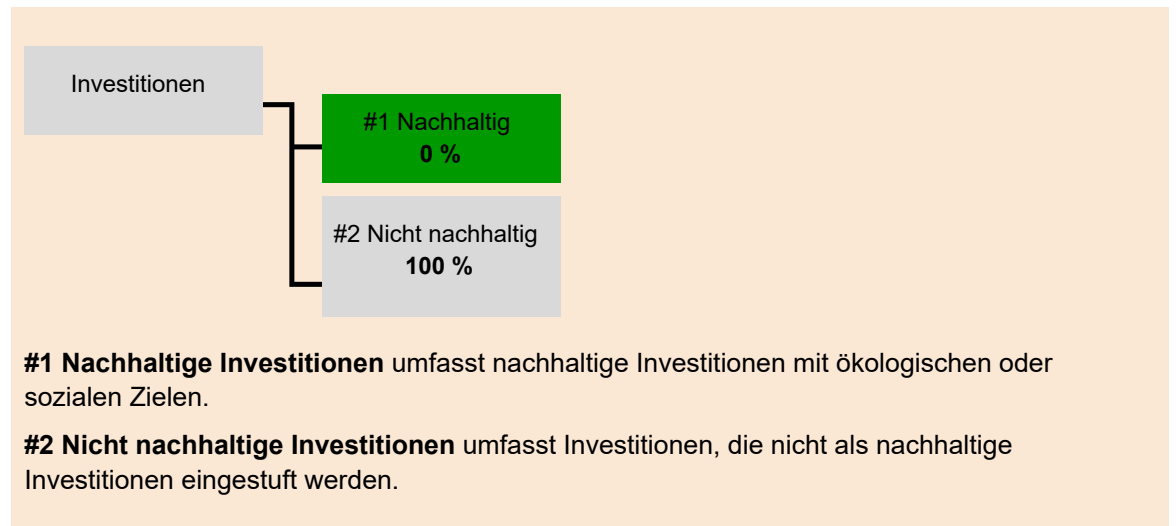 Investitionen
#1 Nachhaltig
0 %
#2 Nicht nachhaltig
100 %
#1 Nachhaltige Investitionen umfasst nachhaltige Investitionen mit ökologischen oder
sozialen Zielen.
#2 Nicht nachhaltige Investitionen umfasst Investitionen, die nicht als nachhaltige
Investitionen eingestuft werden.